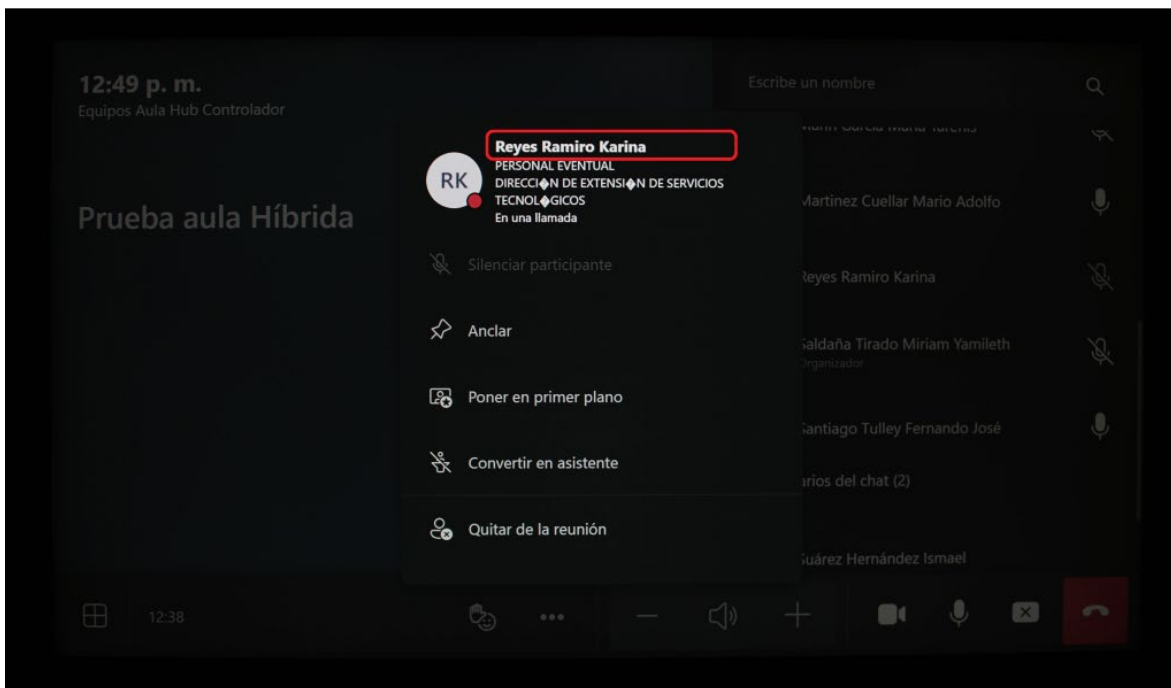 12:49 p. m.
Equipos Aula Hub Controlador
Prueba aula Híbrida
Escribe un nombre
Reyes Ramiro Karina
RK
PERSONAL EVENTUAL
DIRECCI�N DE EXTENSI�N DE SERVICIOS
TECNOL�GICOS
En una llamada
Silenciar participante
Anclar
Poner en primer plano
Convertir en asistente
Quitar de la reunión
Martinez Cuellar Mario Adolfo
Reyes Ramiro Karina
Saldaña Tirado Miriam Yamileth
Organizador
Santiago Tulley Fernando José
del chat (2)
Suárez Hernández Ismael
12:38